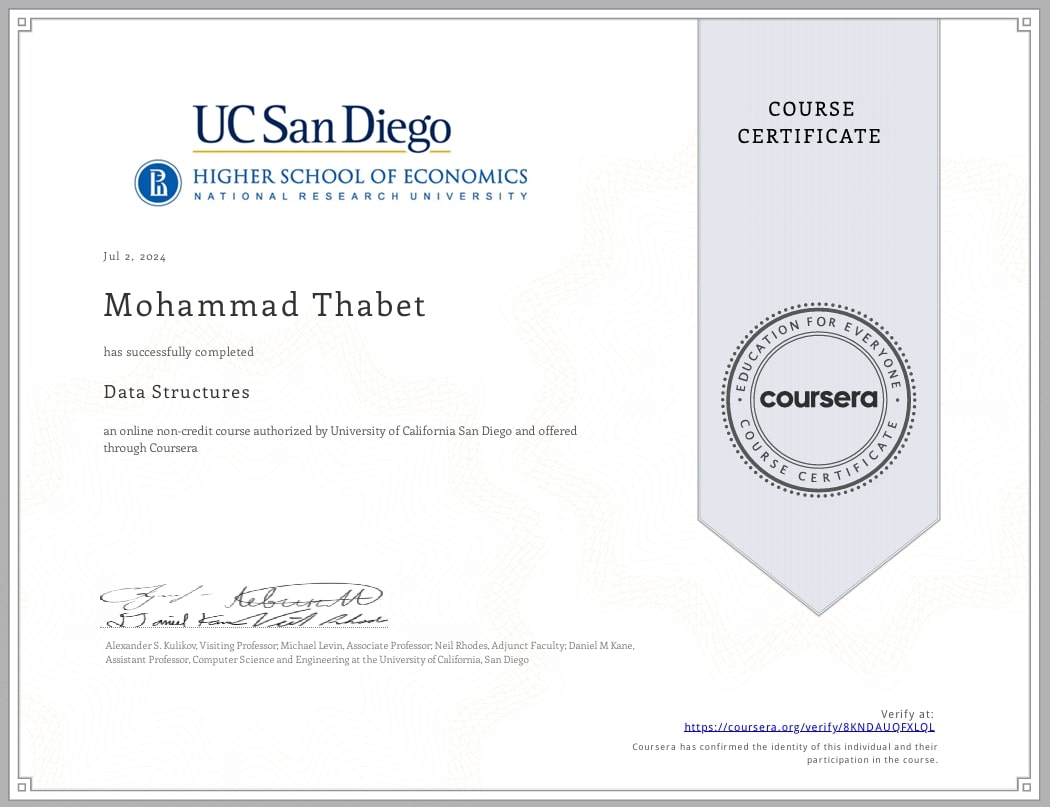 UC San Diego
HIGHER SCHOOL OF ECONOMICS
NATIONAL RESEARCH UNIVERSITY
COURSE
CERTIFICATE
Jul 2, 2024
Mohammad Thabet
has successfully completed
Data Structures
an online non-credit course authorized by University of California San Diego and offered
through Coursera
EDUCATION FOR EVERYONE
coursera
COURSE CERTIFICATE
Alexander S. Kulikov, Visiting Professor; Michael Levin, Associate Professor; Neil Rhodes, Adjunct Faculty; Daniel M Kane,
Assistant Professor, Computer Science and Engineering at the University of California, San Diego
Verify at:
https://coursera.org/verify/8KNDAUQFXLQL
Coursera has confirmed the identity of this individual and their
participation in the course.